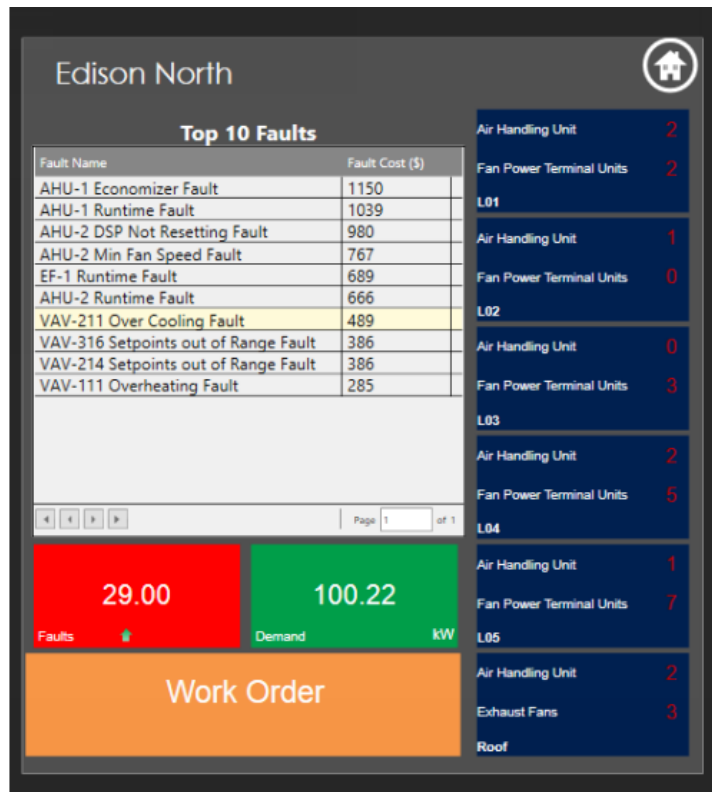 Edison North
Top 10 Faults
Fault Name Fault Cost ($)
AHU-1 Economizer Fault 1150
AHU-1 Runtime Fault 1039
AHU-2 DSP Not Resetting Fault 980
AHU-2 Min Fan Speed Fault 767
EF-1 Runtime Fault 689
AHU-2 Runtime Fault 666
VAV-211 Over Cooling Fault 489
VAV-316 Setpoints out of Range Fault 386
VAV-214 Setpoints out of Range Fault 386
VAV-111 Overheating Fault 285
Page 1 of 1
29.00
Faults
100.22
Demand kW
Work Order
Air Handling Unit 2
Fan Power Terminal Units 2
L01
Air Handling Unit 1
Fan Power Terminal Units 0
L02
Air Handling Unit 0
Fan Power Terminal Units 3
L03
Air Handling Unit 2
Fan Power Terminal Units 5
L04
Air Handling Unit 1
Fan Power Terminal Units 7
L05
Air Handling Unit 2
Exhaust Fans 3
Roof